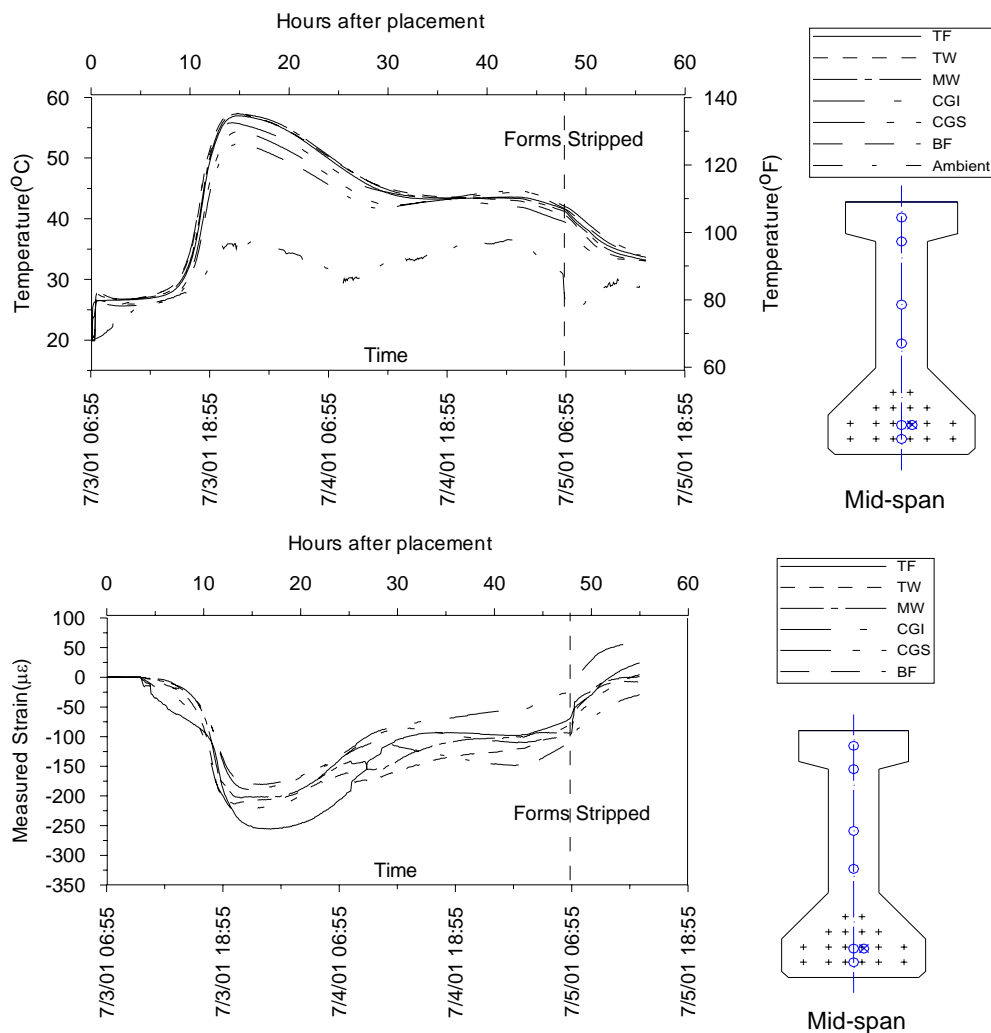 Hours after placement
0 10 20 30 40 50 60
60 50 40 30 20
Temperature(ºC)
140 120 100 80 60
Temperature(ºF)
Forms Stripped
Time
7/3/01 06:55
7/3/01 18:55
7/4/01 06:55
7/4/01 18:55
7/5/01 06:55
7/5/01 18:55
TF
TW
MW
CGI
CGS
BF
Ambient
Mid-span
Hours after placement
0 10 20 30 40 50 60
100 50 0 -50 -100 -150 -200 -250 -300 -350
Measured Strain(µε)
Forms Stripped
Time
7/3/01 06:55
7/3/01 18:55
7/4/01 06:55
7/4/01 18:55
7/5/01 06:55
7/5/01 18:55
TF
TW
MW
CGI
CGS
BF
Mid-span